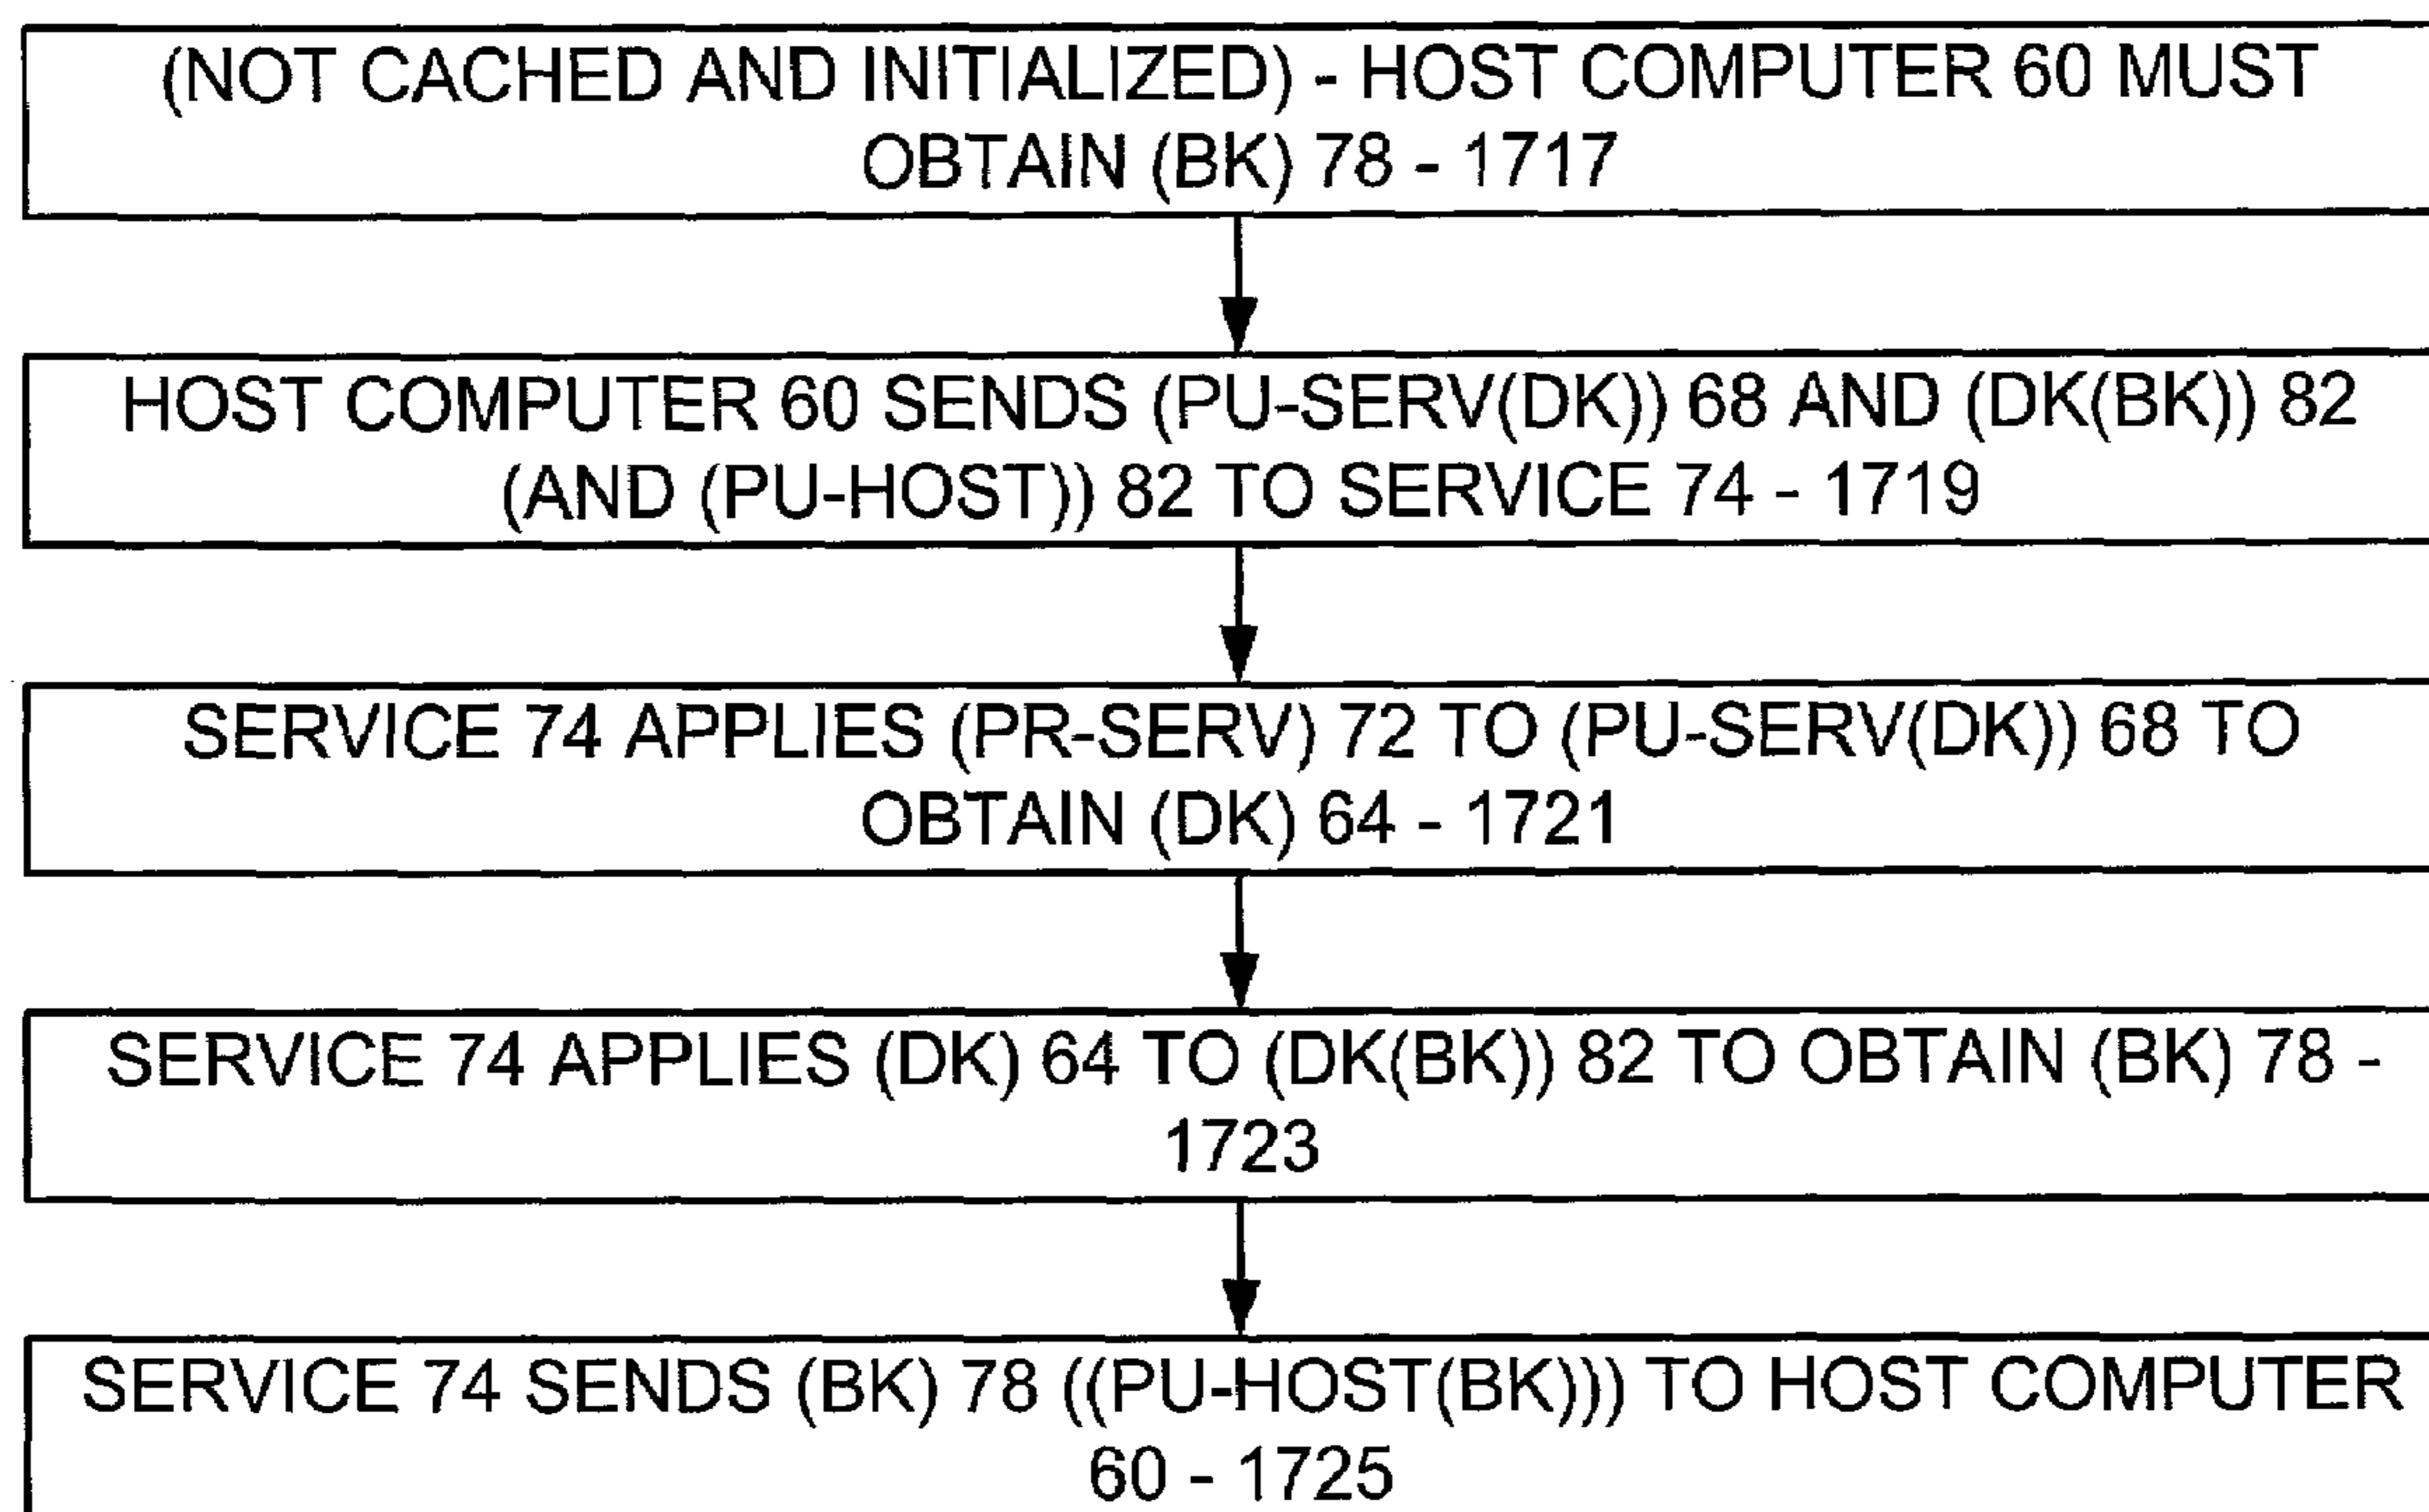 (NOT CACHED AND INITIALIZED) - HOST COMPUTER 60 MUST
OBTAIN (BK) 78 - 1717
HOST COMPUTER 60 SENDS (PU-SERV(DK)) 68 AND (DK(BK)) 82
(AND (PU-HOST)) 82 TO SERVICE 74 - 1719
SERVICE 74 APPLIES (PR-SERV) 72 TO (PU-SERV(DK)) 68 TO
OBTAIN (DK) 64 - 1721
SERVICE 74 APPLIES (DK) 64 TO (DK(BK)) 82 TO OBTAIN (BK) 78 -
1723
SERVICE 74 SENDS (BK) 78 ((PU-HOST(BK))) TO HOST COMPUTER
60 - 1725